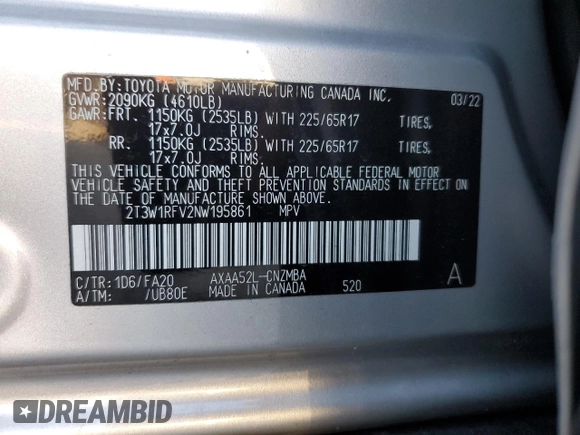 MFD. BY: TOYOTA MOTOR MANUFACTURING CANADA INC. 03/22
GVWR: 2090KG (4610LB)
GAWR: FRT. 1150KG (2535LB) WITH 225/65R17 TIRES,
17x7.0J RIMS.
RR. 1150KG (2535LB) WITH 225/65R17 TIRES,
17x7.0J RIMS.
THIS VEHICLE CONFORMS TO ALL APPLICABLE FEDERAL MOTOR
VEHICLE SAFETY AND THEFT PREVENTION STANDARDS IN EFFECT
ON THE DATE OF MANUFACTURE SHOWN ABOVE.
2T3W1RFV2NW195861 MPV
C/TR: 1D6/FA20 AXAA52L-CNZMBA A
A/TM: /UB80E MADE IN CANADA 520
DREAMBID